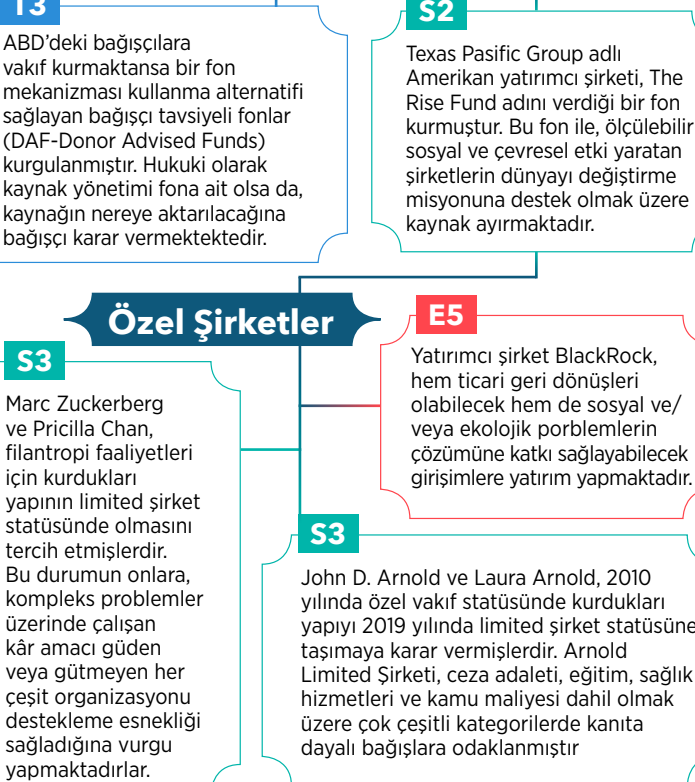 T3
ABD’deki bağışçılara
vakıf kurmaktansa bir fon
mekanizması kullanma alternatifi
sağlayan bağışçı tavsiyeli fonlar
(DAF-Donor Advised Funds)
kurgulanmıştır. Hukuki olarak
kaynak yönetimi fona ait olsa da,
kaynağın nereye aktarılacağına
bağışçı karar vermektektedir.
S2
Texas Pasific Group adlı
Amerikan yatırımcı şirketi, The
Rise Fund adını verdiği bir fon
kurmuştur. Bu fon ile, ölçülebilir
sosyal ve çevresel etki yaratan
şirketlerin dünyayı değiştirme
misyonuna destek olmak üzere
kaynak ayırmaktadır.
Özel Şirketler
E5
Yatırımcı şirket BlackRock,
hem ticari geri dönüşleri
olabilecek hem de sosyal ve/
veya ekolojik porblemlerin
çözümüne katkı sağlayabilecek
girişimlere yatırım yapmaktadır.
S3
Marc Zuckerberg
ve Pricilla Chan,
filantropi faaliyetleri
için kurdukları
yapının limited şirket
statüsünde olmasını
tercih etmişlerdir.
Bu durumun onlara,
kompleks problemler
üzerinde çalışan
kâr amacı güden
veya gütmeyen her
çeşit organizasyonu
destekleme esnekliği
sağladığına vurgu
yapmaktadırlar.
S3
John D. Arnold ve Laura Arnold, 2010
yılında özel vakıf statüsünde kurdukları
yapıyı 2019 yılında limited şirket statüsüne
taşımaya karar vermişlerdir. Arnold
Limited Şirketi, ceza adaleti, eğitim, sağlık
hizmetleri ve kamu maliyesi dahil olmak
üzere çok çeşitli kategorilerde kanıta
dayalı bağışlara odaklanmıştır